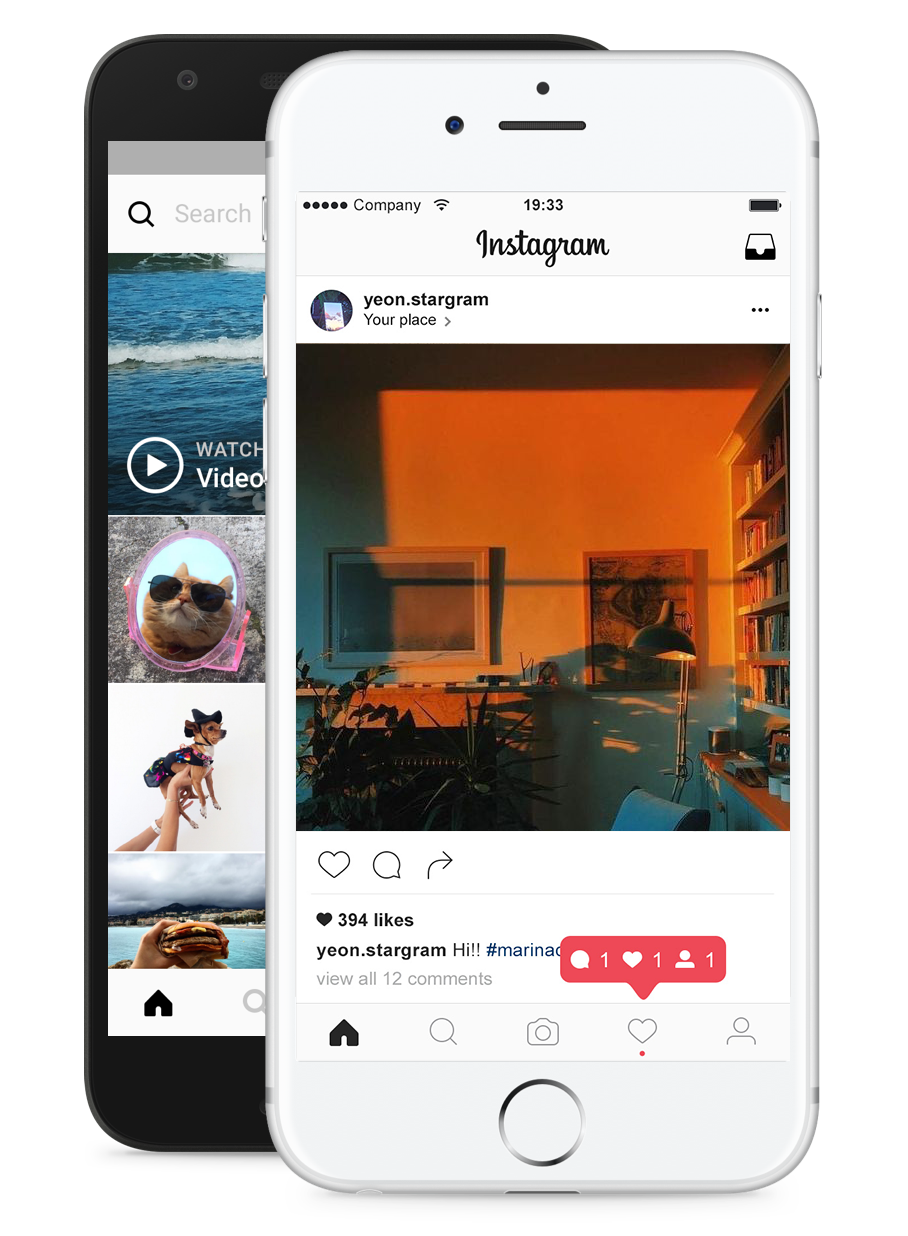 Search
WATCH
Video
Company
19:33
Instagram
yeon.stargram
Your place
394 likes
yeon.stargram Hi!!
view all 12 comments
1 1 1